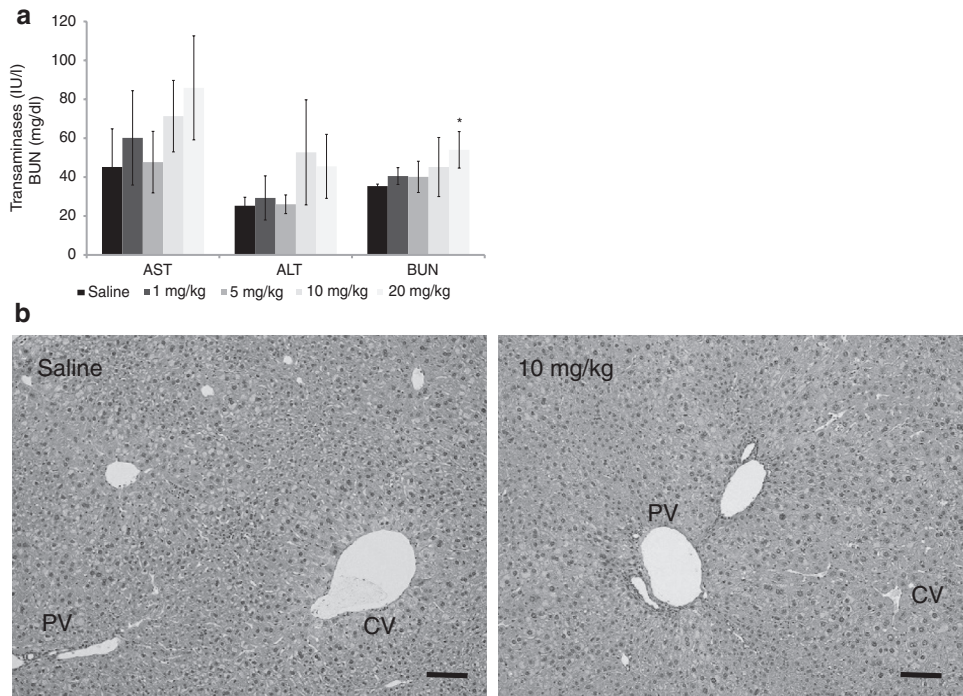 a
Transaminases (IU/l)
BUN (mg/dl)
120
100
80
60
40
20
0
*
AST ALT BUN
Saline 1 mg/kg 5 mg/kg 10 mg/kg 20 mg/kg
b
Saline
PV
CV
10 mg/kg
PV
CV